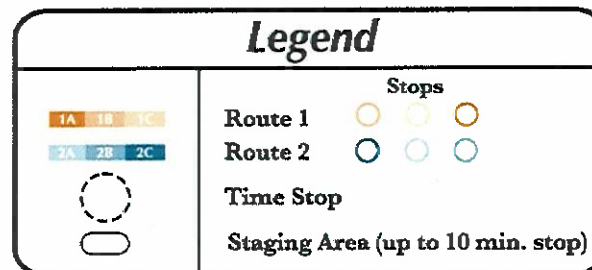 Legend
Stops
1A 1B 1C Route 1
2A 2B 2C Route 2
Time Stop
Staging Area (up to 10 min. stop)